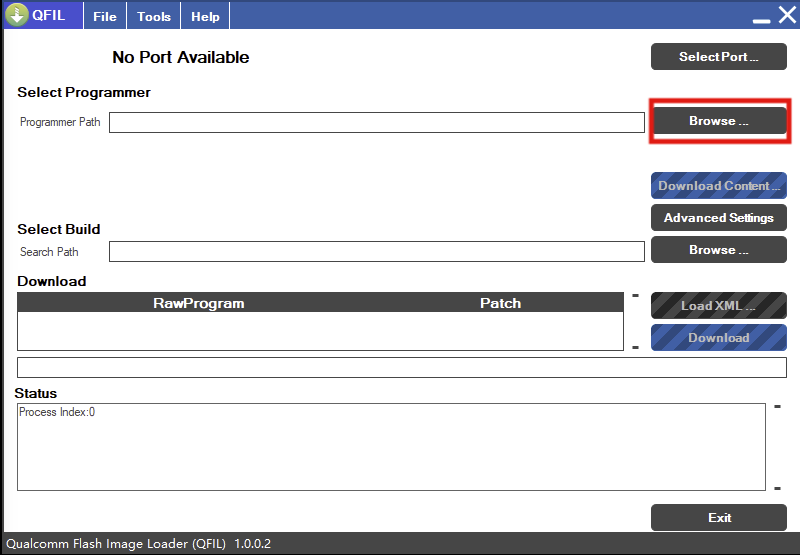 QFIL File Tools Help
No Port Available Select Port ...
Select Programmer
Programmer Path Browse ...
Download Content ...
Advanced Settings
Select Build
Search Path Browse ...
Download
RawProgram Patch Load XML ...
Download
Status
Process Index:0
Exit
Qualcomm Flash Image Loader (QFIL) 1.0.0.2